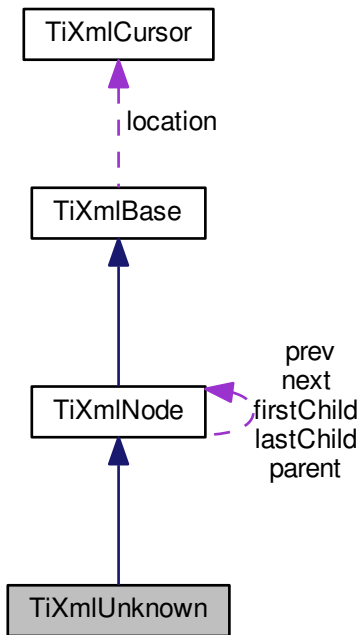 TiXmlCursor
location
TiXmlBase
prev
next
firstChild
lastChild
parent
TiXmlNode
TiXmlUnknown